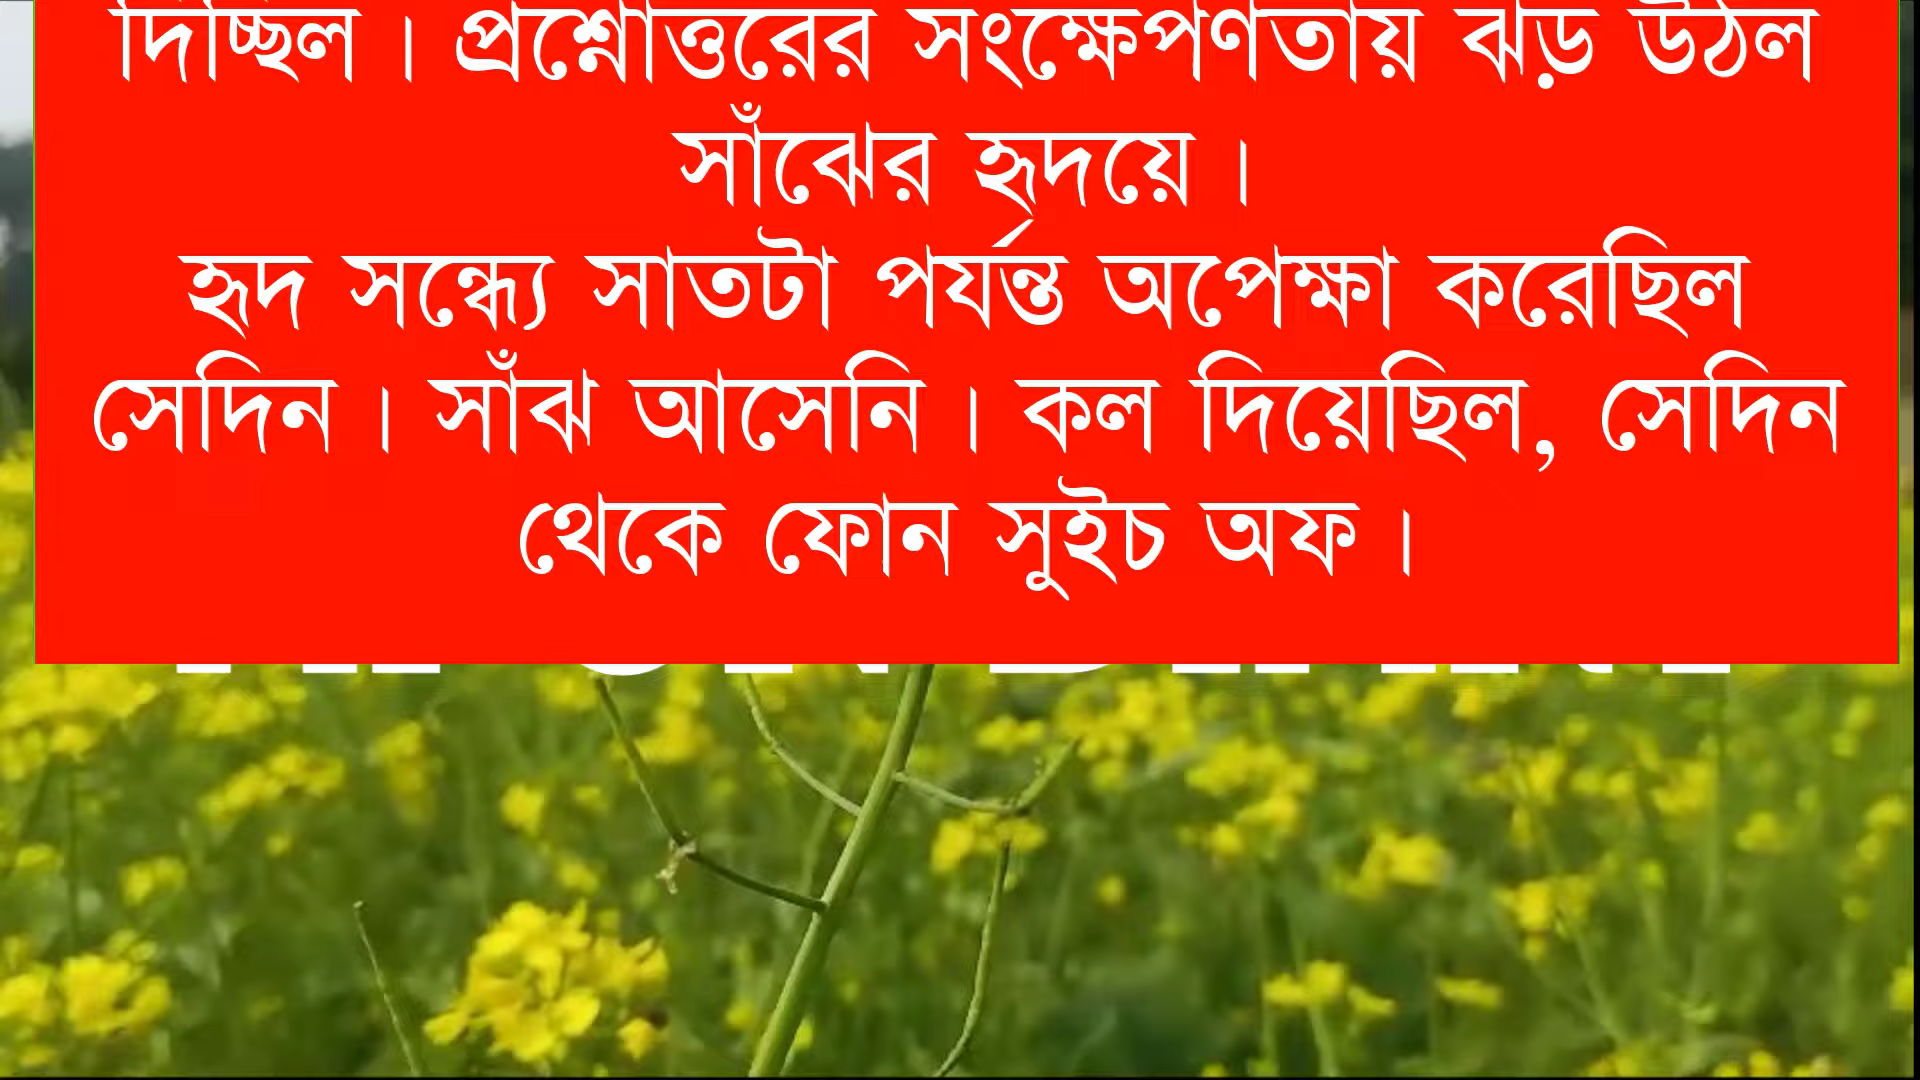 দিচ্ছিল। প্রশ্নোত্তরের সংক্ষেপণতায় ঝড় উঠল
সাঁঝের হৃদয়ে।
হৃদ সন্ধ্যে সাতটা পর্যন্ত অপেক্ষা করেছিল
সেদিন। সাঁঝ আসেনি। কল দিয়েছিল, সেদিন
থেকে ফোন সুইচ অফ।